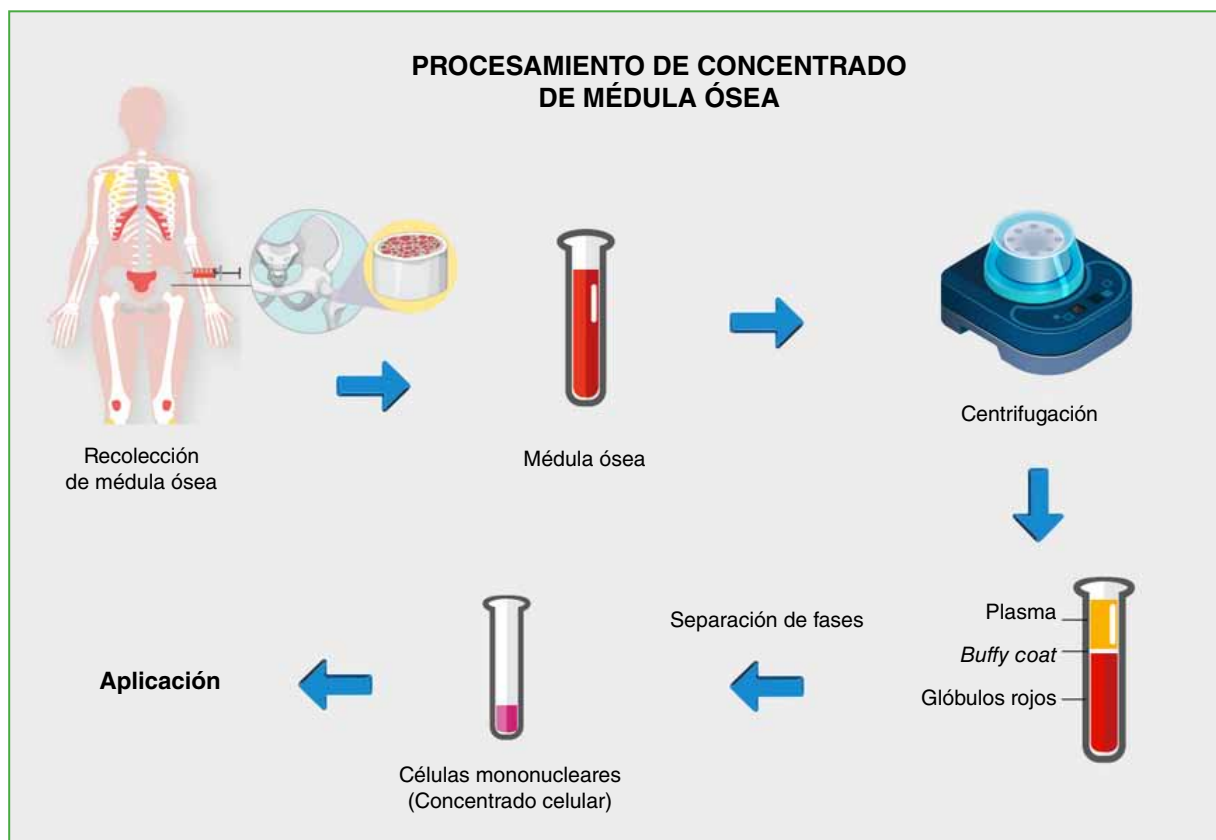 PROCESAMIENTO DE CONCENTRADO
DE MÉDULA ÓSEA
Recolección
de médula ósea
Médula ósea
Centrifugación
Plasma
Buffy coat
Glóbulos rojos
Separación de fases
Células mononucleares
(Concentrado celular)
Aplicación